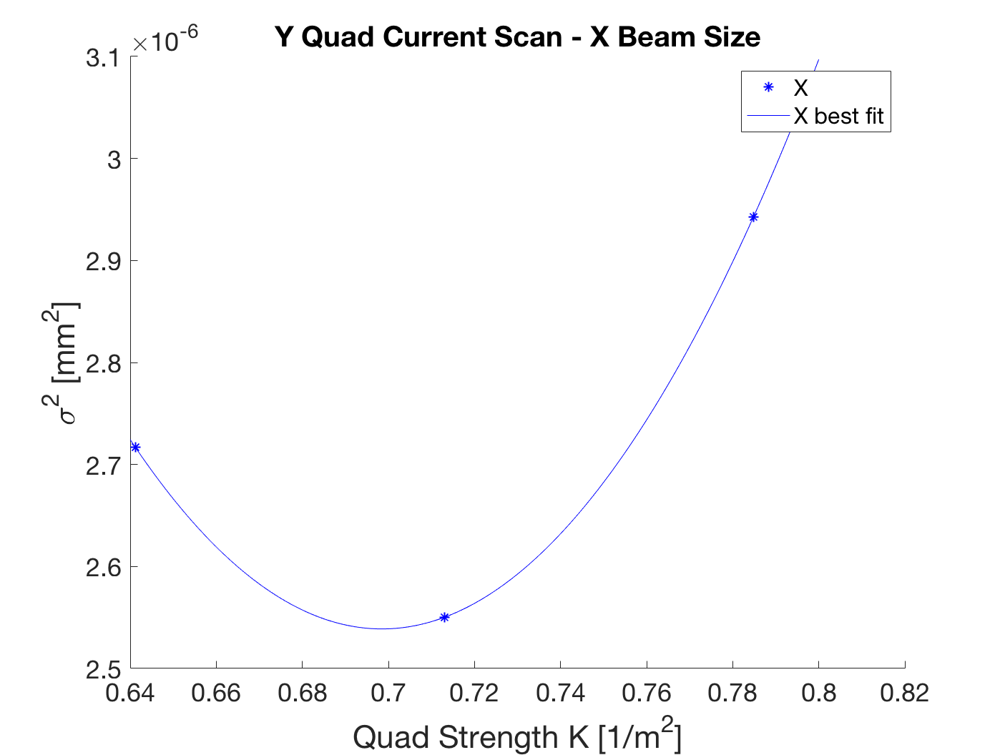 Y Quad Current Scan - X Beam Size
×10^-6
3.1
3
2.9
2.8
2.7
2.6
2.5
σ^2 [mm^2]
X
X best fit
0.64 0.66 0.68 0.7 0.72 0.74 0.76 0.78 0.8 0.82
Quad Strength K [1/m^2]